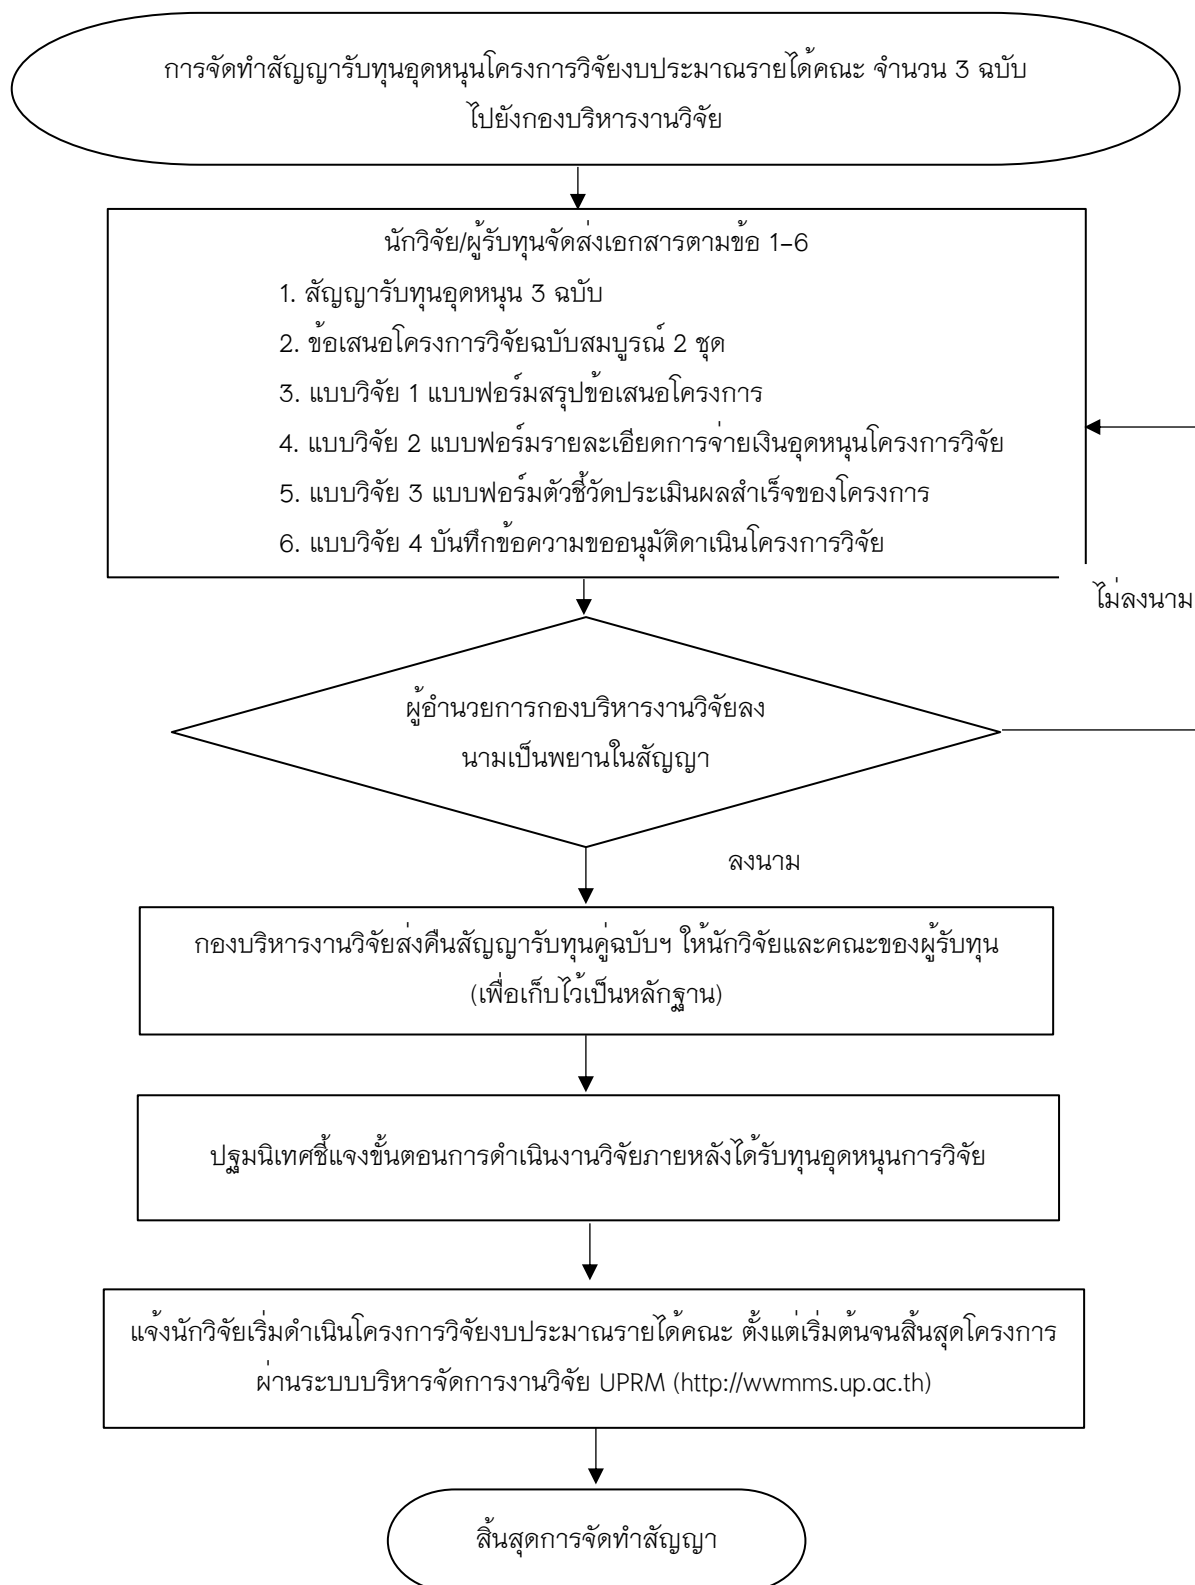 การจัดทำสัญญารับทุนอุดหนุนโครงการวิจัยงบประมาณรายได้คณะ จำนวน 3 ฉบับ
ไปยังกองบริหารงานวิจัย
นักวิจัย/ผู้รับทุนจัดส่งเอกสารตามข้อ 1-6
1. สัญญารับทุนอุดหนุน 3 ฉบับ
2. ข้อเสนอโครงการวิจัยฉบับสมบูรณ์ 2 ชุด
3. แบบวิจัย 1 แบบฟอร์มสรุปข้อเสนอโครงการ
4. แบบวิจัย 2 แบบฟอร์มรายละเอียดการจ่ายเงินอุดหนุนโครงการวิจัย
5. แบบวิจัย 3 แบบฟอร์มตัวชี้วัดประเมินผลสำเร็จของโครงการ
6. แบบวิจัย 4 บันทึกข้อความขออนุมัติดาเนินโครงการวิจัย
ไม่ลงนาม
ผู้อำนวยการกองบริหารงานวิจัยลง
นามเป็นพยานในสัญญา
ลงนาม
กองบริหารงานวิจัยส่งคืนสัญญารับทุนคู่ฉบับฯ ให้นักวิจัยและคณะของผู้รับทุน
(เพื่อเก็บไว้เป็นหลักฐาน)
ปฐมนิเทศชี้แจงขั้นตอนการดำเนินงานวิจัยภายหลังได้รับทุนอุดหนุนการวิจัย
แจ้งนักวิจัยเริ่มดำเนินโครงการวิจัยงบประมาณรายได้คณะ ตั้งแต่เริ่มต้นจนสิ้นสุดโครงการ
ผ่านระบบบริหารจัดการงานวิจัย UPRM (http://wwmms.up.ac.th)
สิ้นสุดการจัดทำสัญญา